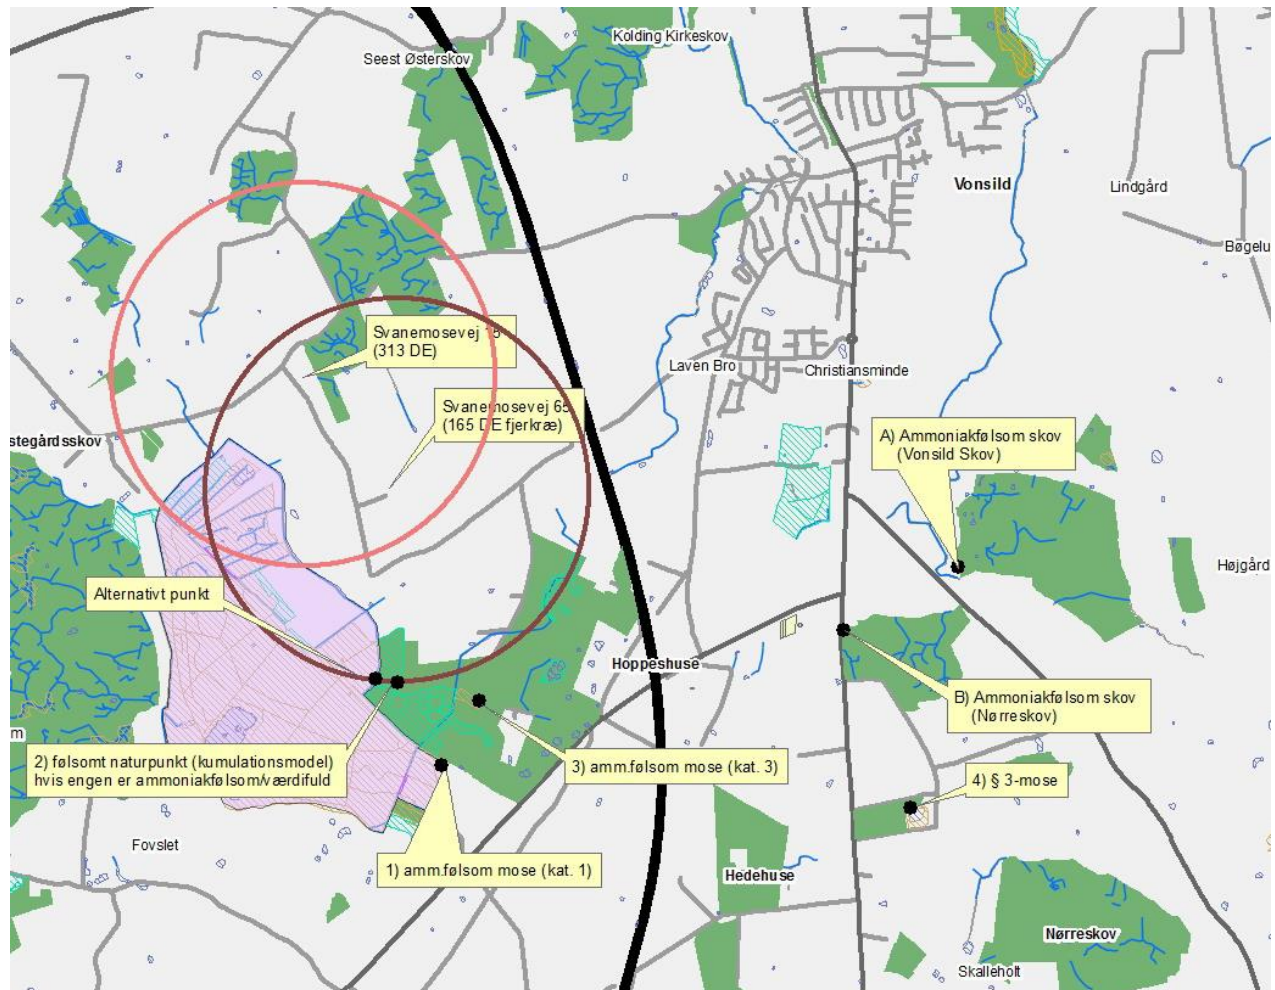 Kolding Kirkeskov
Seest Østerskov
Vonsild
Lindgård
Bøgelu
Svanemosevej 15
(313 DE)
Laven Bro
Christiansminde
Svanemosevej 65
(165 DE fjerkræ)
stegårdsskov
A) Ammoniakfølsom skov
(Vonsild Skov)
Højgård
Alternativt punkt
Hoppeshuse
B) Ammoniakfølsom skov
(Nørreskov)
m
2) følsomt naturpunkt (kumulationsmodel)
hvis engen er ammoniakfølsom/værdifuld
3) amm.følsom mose (kat. 3)
4) § 3-mose
Fovslet
1) amm.følsom mose (kat. 1)
Hedehuse
Nørreskov
Skalleholt